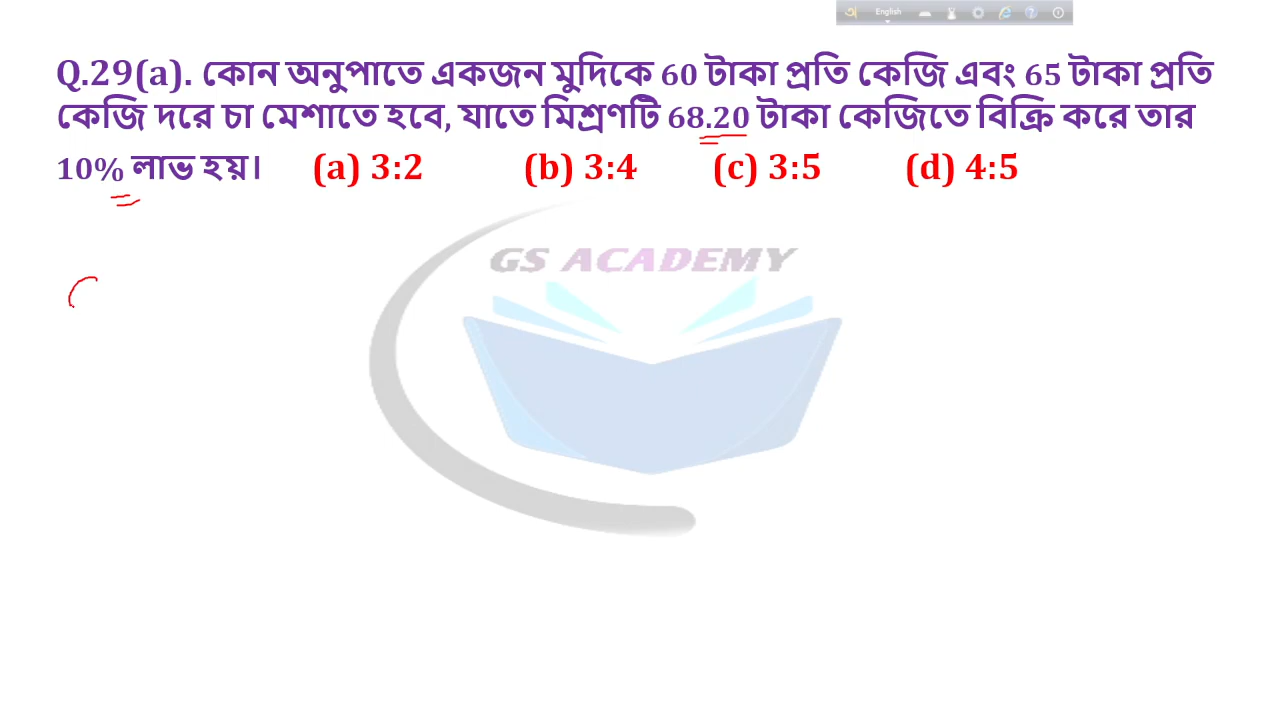 English
Q.29(a). কোন অনুপাতে একজন মুদিকে 60 টাকা প্রতি কেজি এবং 65 টাকা প্রতি
কেজি দরে চা মেশাতে হবে, যাতে মিশ্রণটি 68.20 টাকা কেজিতে বিক্রি করে তার
10% লাভ হয়। (a) 3:2 (b) 3:4 (c) 3:5 (d) 4:5
GS ACADEMY